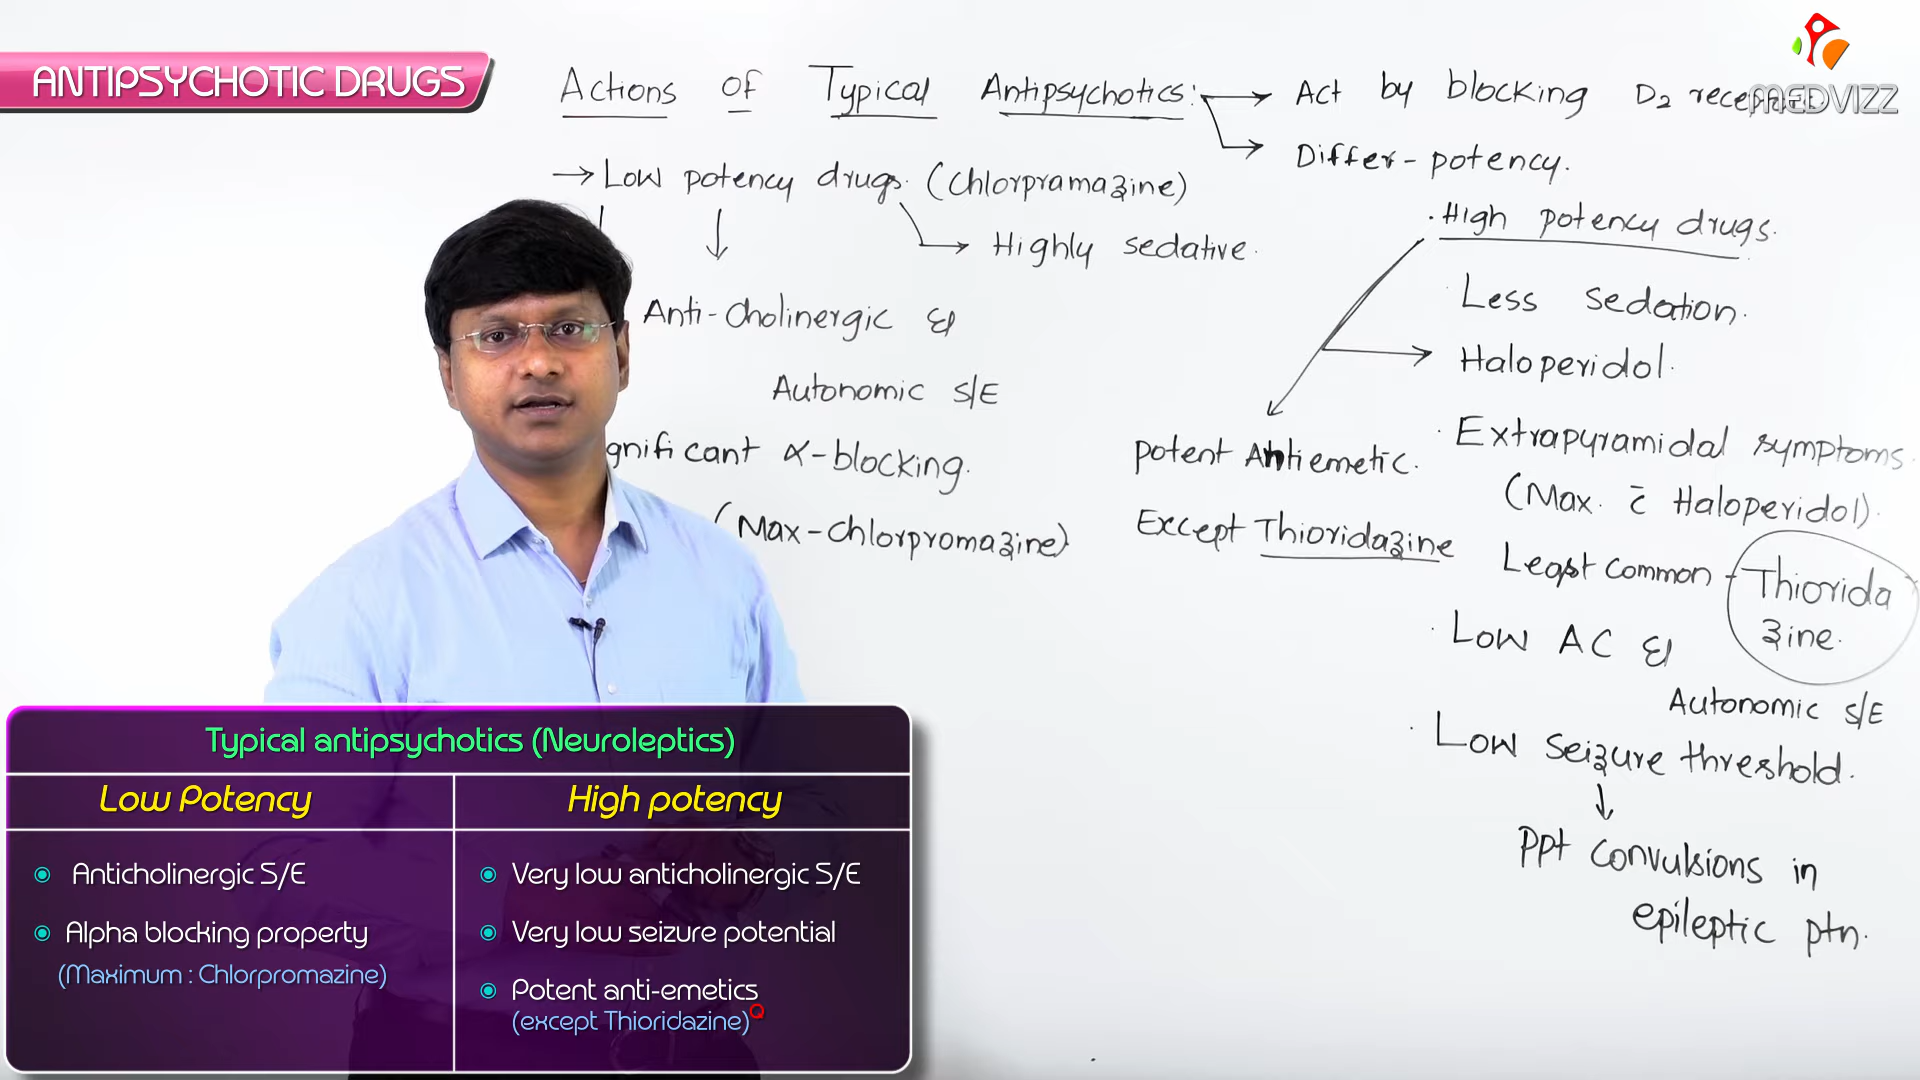 ANTIPSYCHOTIC DRUGS
MEDVIZZ
Actions of Typical Antipsychotics: → Act by blocking D2 receptors
→ Differ - potency.
→ Low potency drugs. (Chlorpramazine)
→ Highly sedative.
Anti-cholinergic &
Autonomic S/E
gnificant α-blocking.
(Max-chlorpromazine)
. High potency drugs.
Less sedation.
→ Haloperidol.
potent Antiemetic.
Except Thioridazine
. Extrapyramidal symptoms.
(Max. c̄ Haloperidol).
Least common - Thiorida
zine.
. Low AC &
Autonomic S/E
. Low seizure threshold.
↓
Ppt convulsions in
epileptic ptn.
Typical antipsychotics (Neuroleptics)
Low Potency
Anticholinergic S/E
Alpha blocking property
(Maximum : Chlorpromazine)
High potency
Very low anticholinergic S/E
Very low seizure potential
Potent anti-emetics
(except Thioridazine)Q